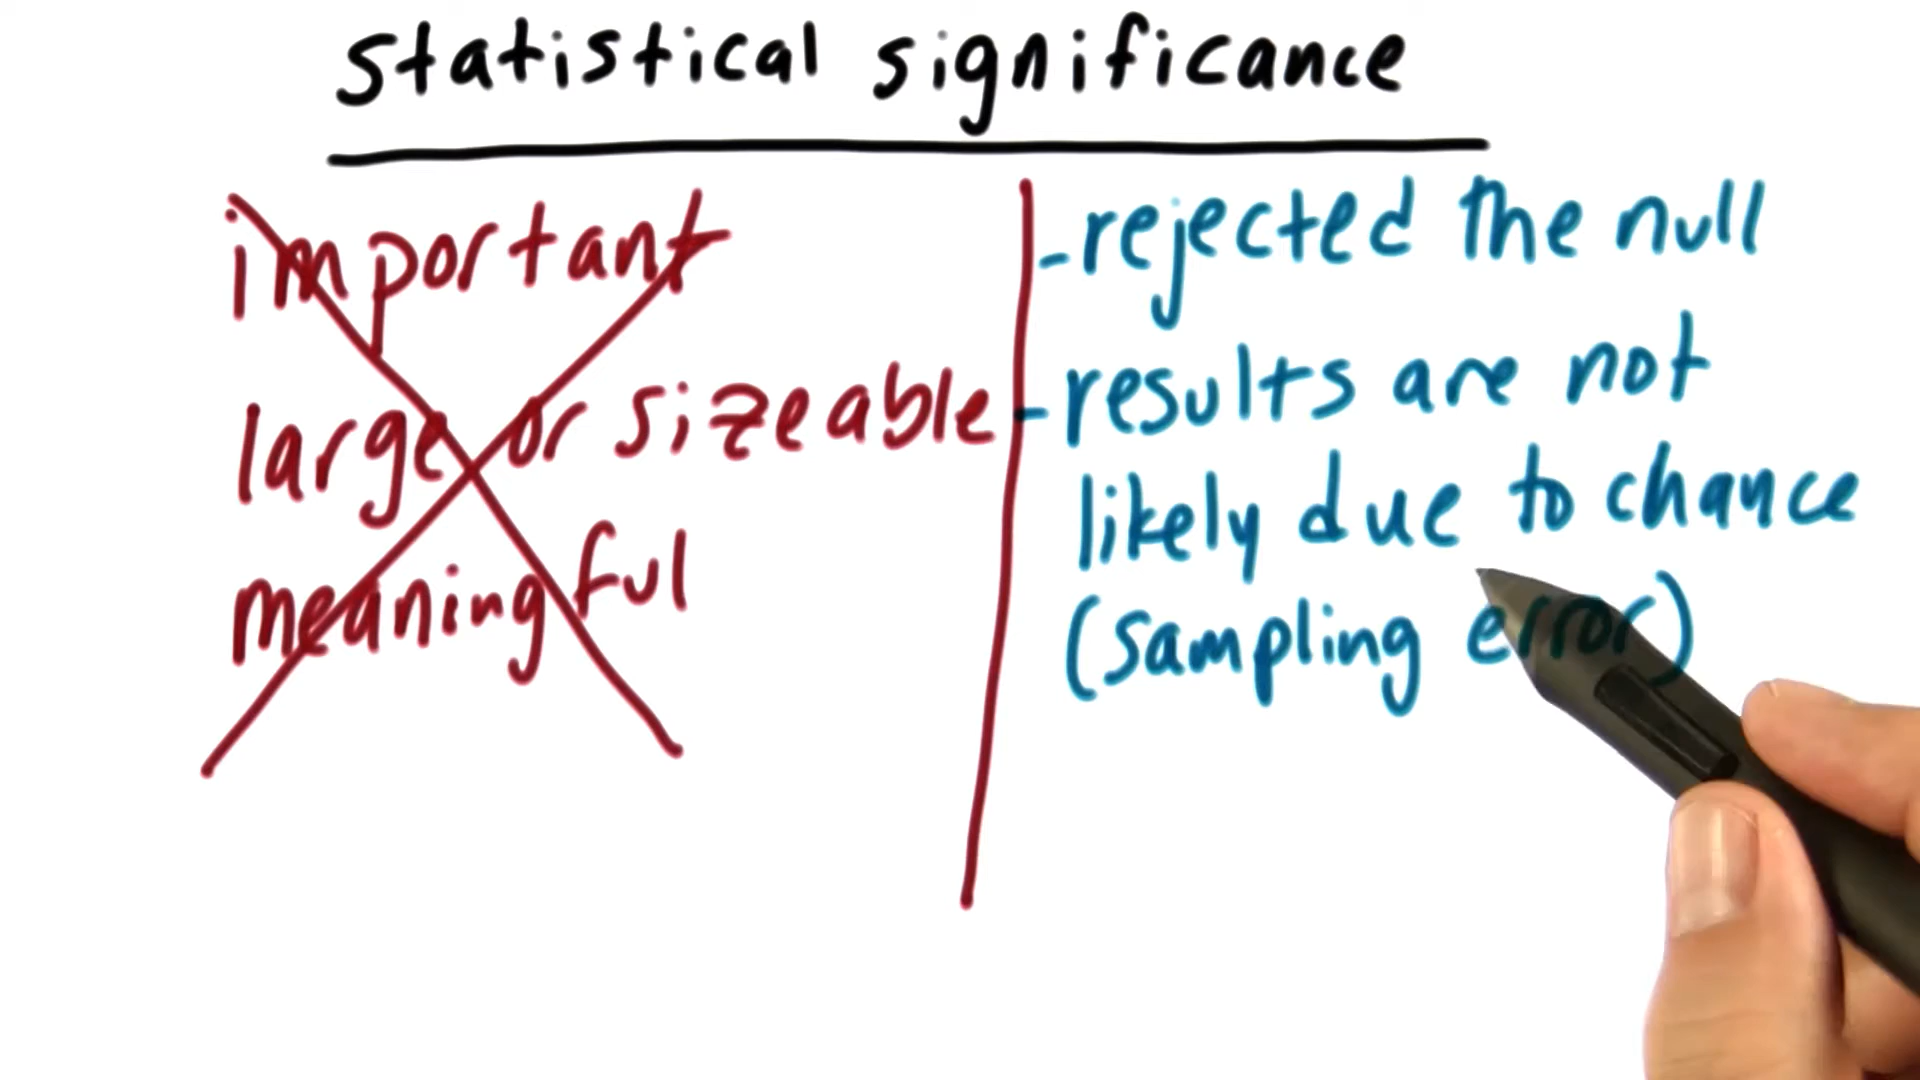 statistical significance
important
large or sizeable
meaningful
- rejected the null
- results are not
likely due to chance
(sampling error)